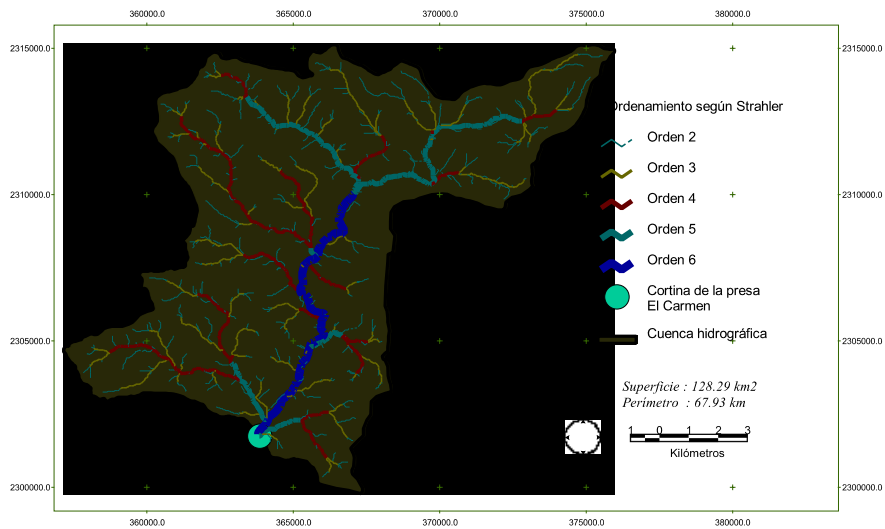 360000.0 365000.0 370000.0 375000.0 380000.0
2315000.0 2315000.0
Ordenamiento según Strahler
Orden 2
Orden 3
2310000.0 2310000.0
Orden 4
Orden 5
Orden 6
Cortina de la presa
El Carmen
Cuenca hidrográfica
2305000.0 2305000.0
Superficie : 128.29 km2
Perímetro : 67.93 km
1 0 1 2 3
Kilómetros
2300000.0 2300000.0
360000.0 365000.0 370000.0 375000.0 380000.0